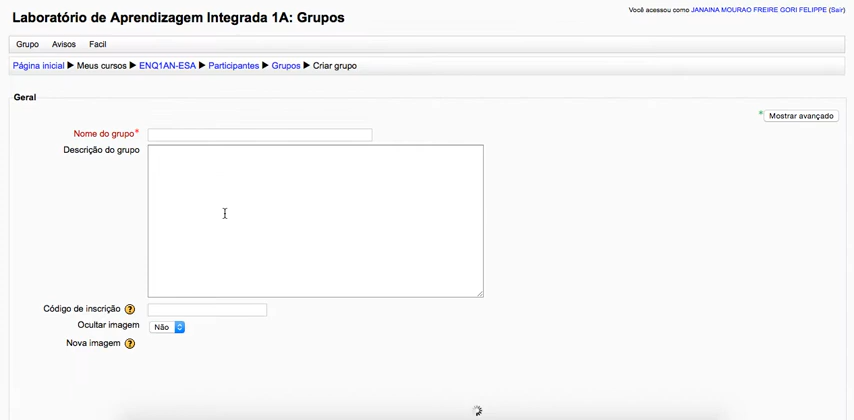 Você acessou como JANAINA MOURAO FREIRE GORI FELIPPE (Sair)
Laboratório de Aprendizagem Integrada 1A: Grupos
Grupo Avisos Facil
Página inicial ▶ Meus cursos ▶ ENQ1AN-ESA ▶ Participantes ▶ Grupos ▶ Criar grupo
Geral
* Mostrar avançado
Nome do grupo*
Descrição do grupo
Código de inscrição ?
Ocultar imagem Não
Nova imagem ?